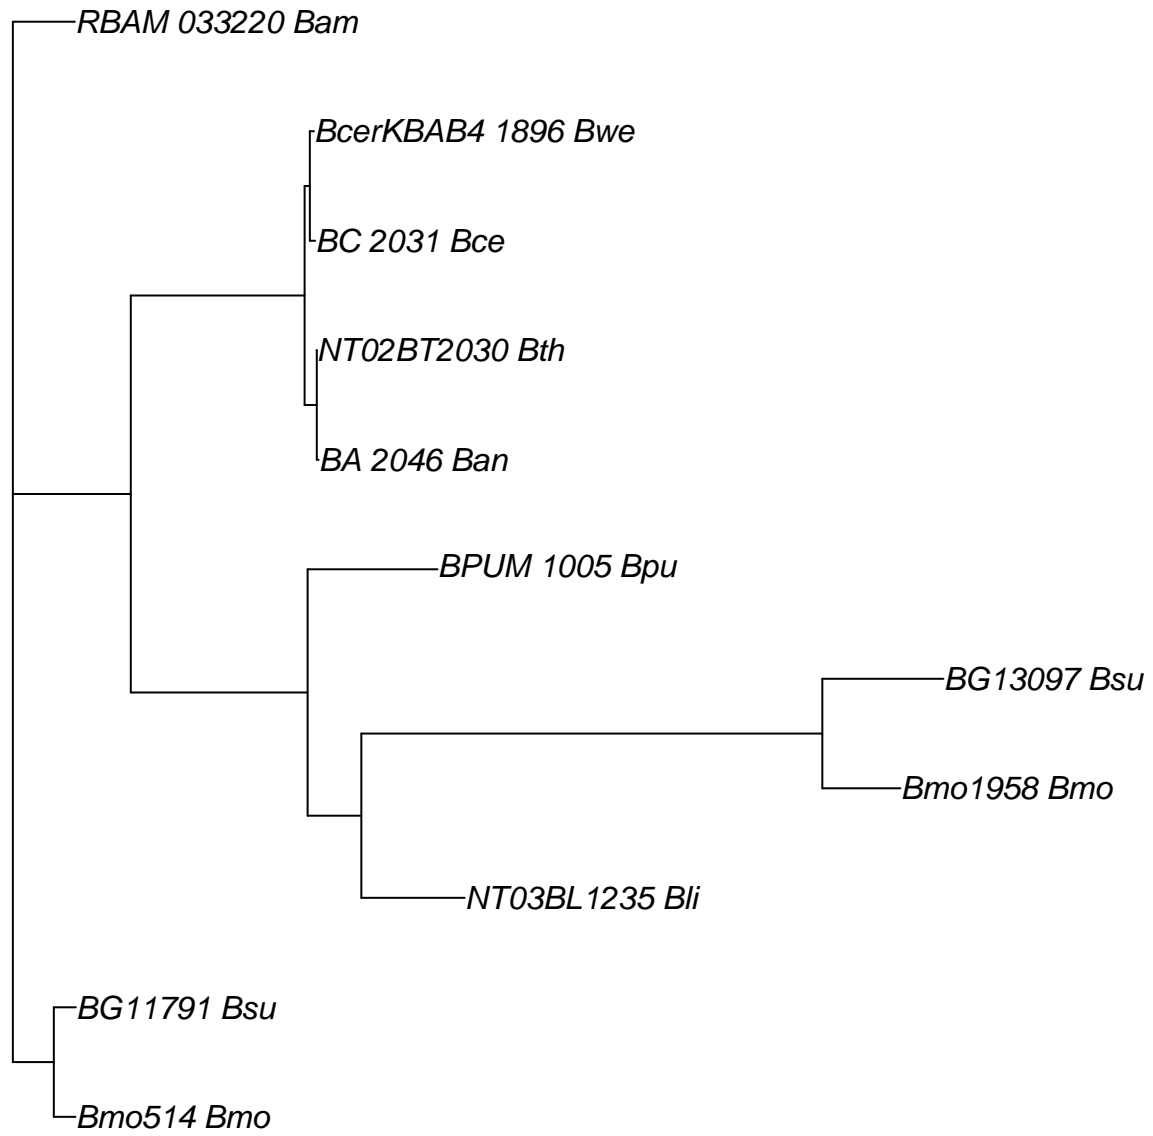 RBAM 033220 Bam
BcerKBAB4 1896 Bwe
BC 2031 Bce
NT02BT2030 Bth
BA 2046 Ban
BPUM 1005 Bpu
BG13097 Bsu
Bmo1958 Bmo
NT03BL1235 Bli
BG11791 Bsu
Bmo514 Bmo